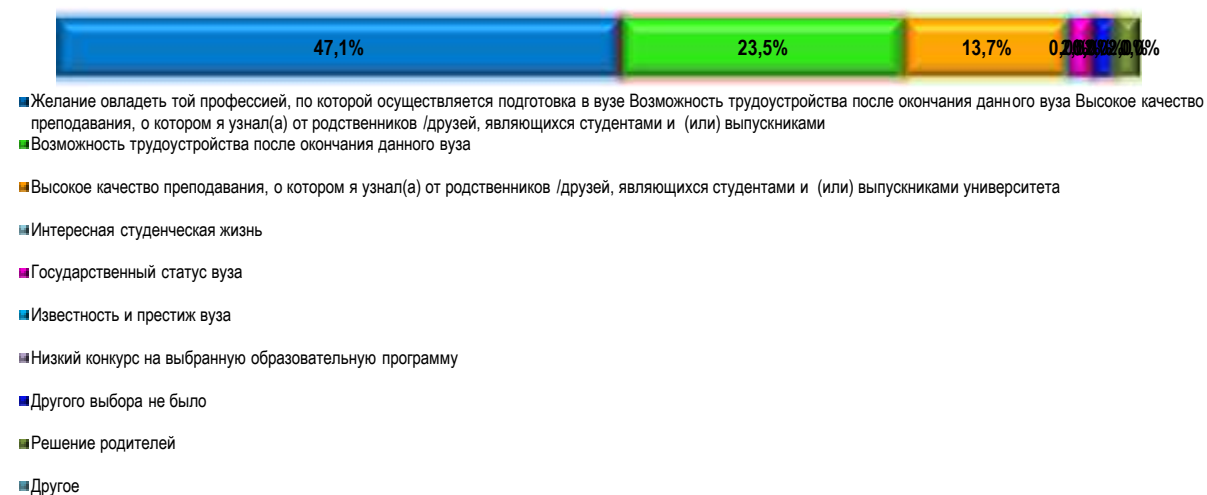 47,1% 23,5% 13,7%
Желание овладеть той профессией, по которой осуществляется подготовка в вузе Возможность трудоустройства после окончания данного вуза Высокое качество
преподавания, о котором я узнал(а) от родственников /друзей, являющихся студентами и (или) выпускниками
Возможность трудоустройства после окончания данного вуза
Высокое качество преподавания, о котором я узнал(а) от родственников /друзей, являющихся студентами и (или) выпускниками университета
Интересная студенческая жизнь
Государственный статус вуза
Известность и престиж вуза
Низкий конкурс на выбранную образовательную программу
Другого выбора не было
Решение родителей
Другое